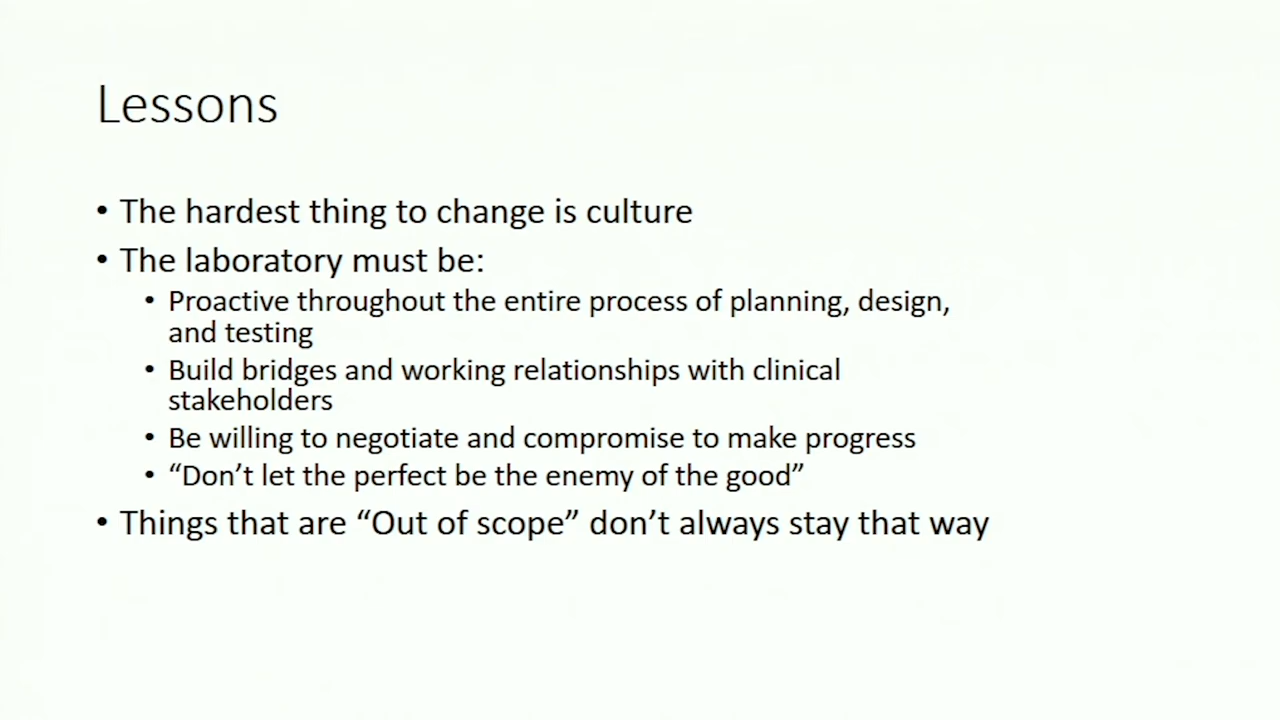 Lessons
• The hardest thing to change is culture
• The laboratory must be:
• Proactive throughout the entire process of planning, design,
and testing
• Build bridges and working relationships with clinical
stakeholders
• Be willing to negotiate and compromise to make progress
• “Don’t let the perfect be the enemy of the good”
• Things that are “Out of scope” don’t always stay that way